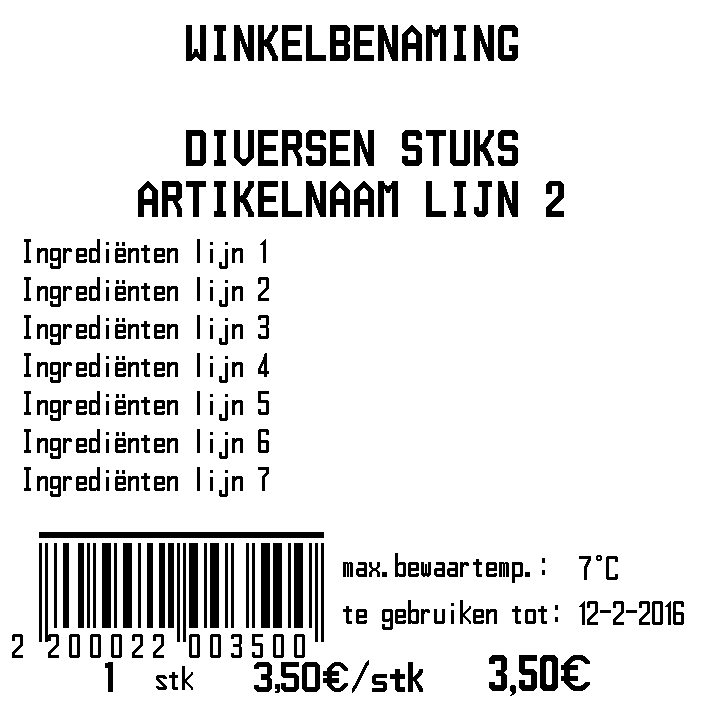 WINKELBENAMING
DIVERSEN STUKS
ARTIKELNAAM LIJN 2
Ingrediënten lijn 1
Ingrediënten lijn 2
Ingrediënten lijn 3
Ingrediënten lijn 4
Ingrediënten lijn 5
Ingrediënten lijn 6
Ingrediënten lijn 7
max.bewaartemp.: 7°C
te gebruiken tot: 12-2-2016
2 200022 003500
1 stk 3,50€/stk 3,50€